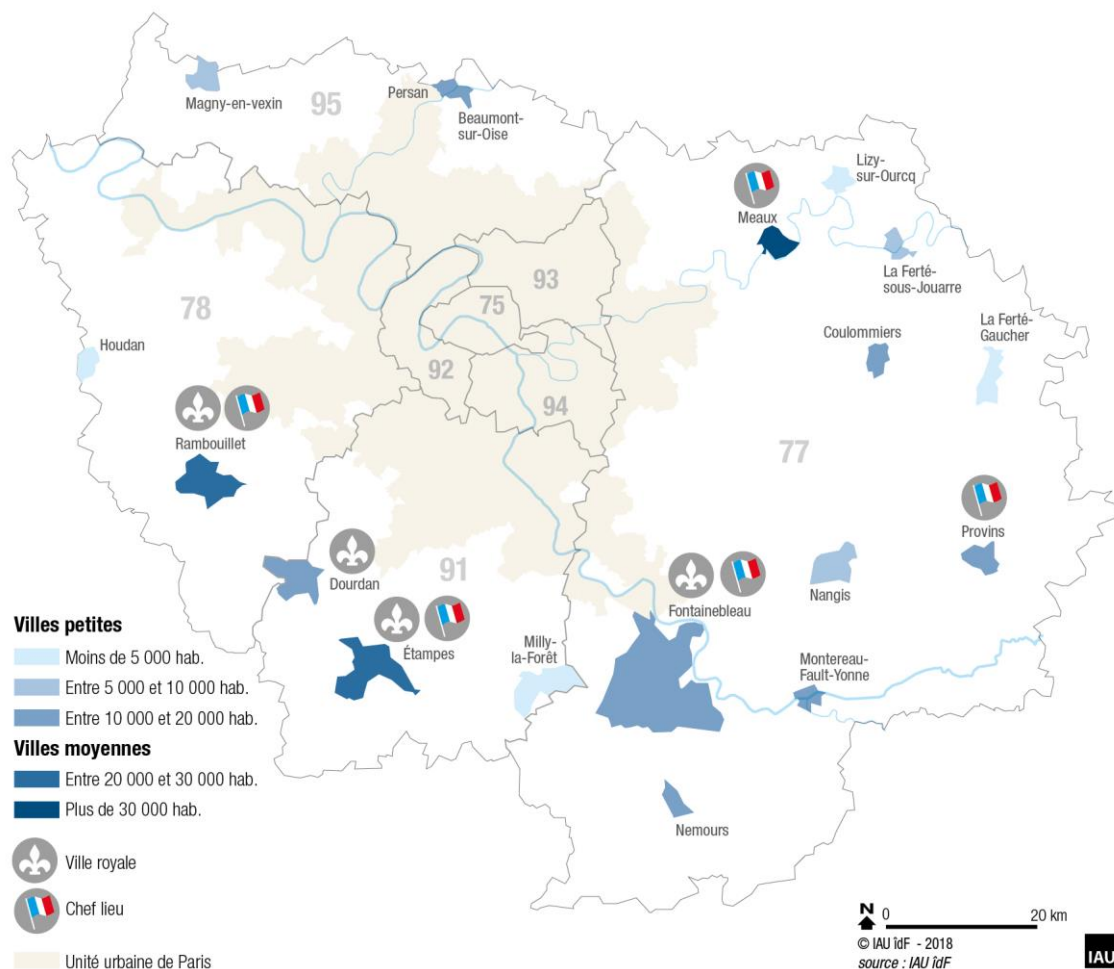 Magny-en-vexin
95
Persan
Beaumont-
sur-Oise
Lizy-
sur-Ourcq
Meaux
La Ferté-
sous-Jouarre
93
75
78
Houdan
Coulommiers
La Ferté-
Gaucher
92
94
Rambouillet
77
Provins
Dourdan
91
Fontainebleau
Nangis
Étampes
Milly-
la-Forêt
Montereau-
Fault-Yonne
Nemours
Villes petites
Moins de 5 000 hab.
Entre 5 000 et 10 000 hab.
Entre 10 000 et 20 000 hab.
Villes moyennes
Entre 20 000 et 30 000 hab.
Plus de 30 000 hab.
Ville royale
Chef lieu
Unité urbaine de Paris
N 0 20 km
© IAU îdF - 2018
source : IAU îdF
IAU